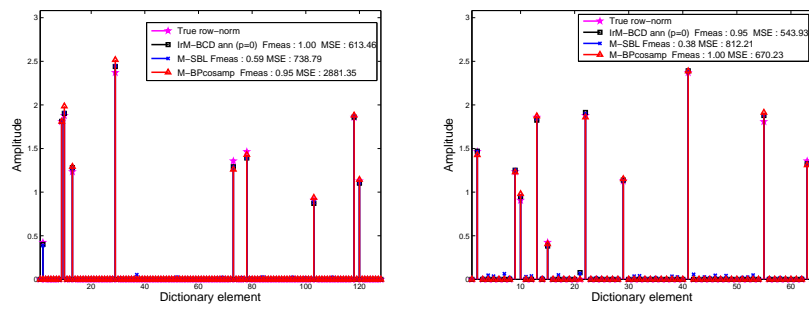 True row-norm
IrM-BCD ann (p=0)  Fmeas : 1.00 MSE : 613.46
M-SBL Fmeas : 0.59 MSE : 738.79
M-BPcosamp  Fmeas : 0.95 MSE : 2881.35
3
2.5
2
1.5
1
0.5
0
Amplitude
20 40 60 80 100 120
Dictionary element
True row-norm
IrM-BCD ann (p=0)  Fmeas : 0.95 MSE : 543.93
M-SBL Fmeas : 0.38 MSE : 812.21
M-BPcosamp  Fmeas : 1.00 MSE : 670.23
3
2.5
2
1.5
1
0.5
0
Amplitude
10 20 30 40 50 60
Dictionary element